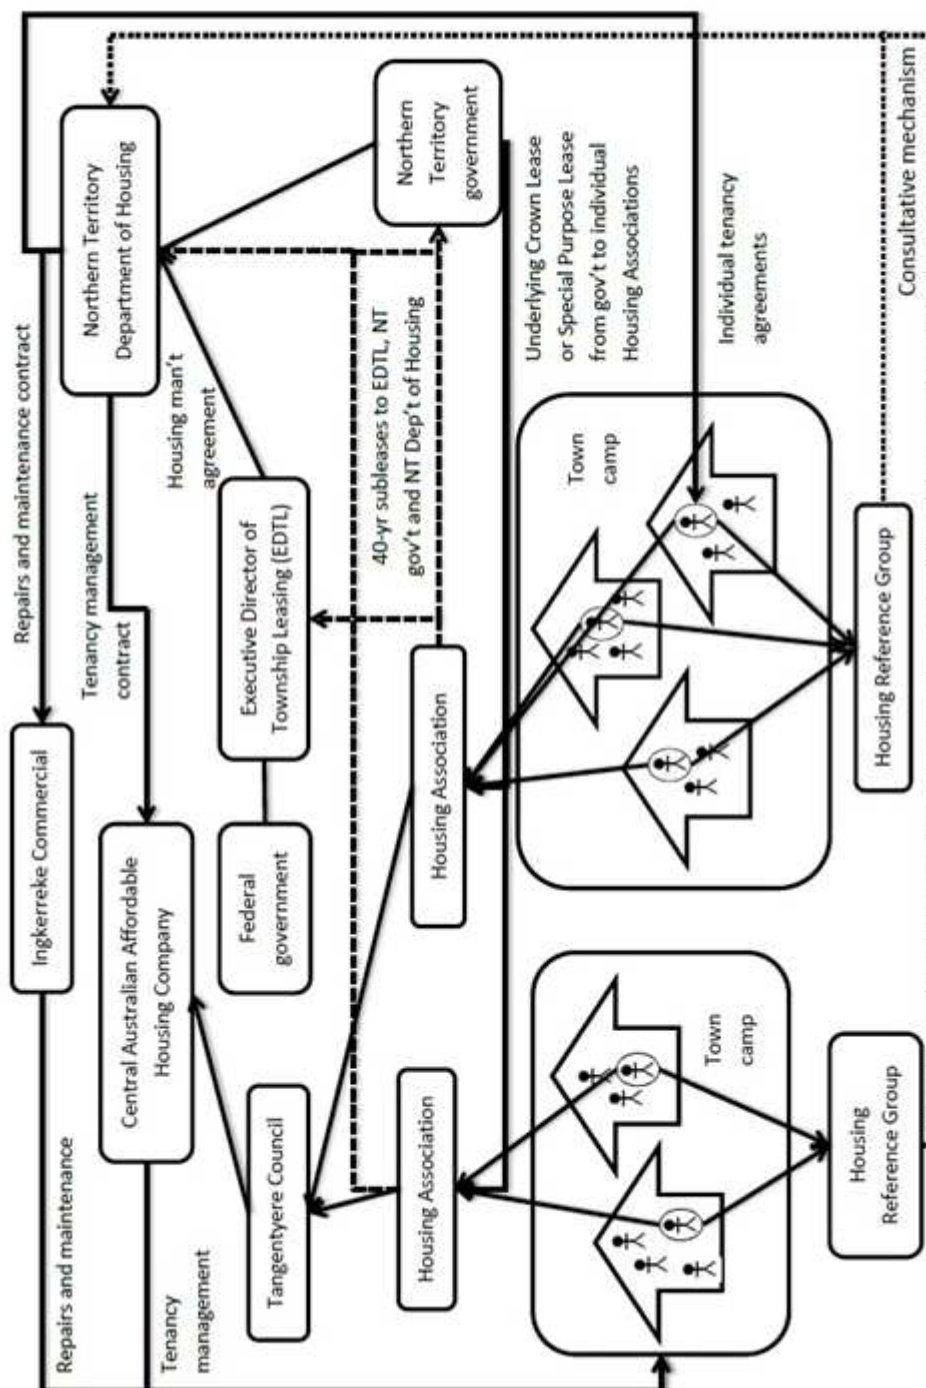 Repairs and maintenance
Ingkerreke Commercial
Repairs and maintenance contract
Tenancy
management
Central Australian Affordable
Housing Company
Tenancy management
contract
Northern Territory
Department of Housing
Tangentyere Council
Federal
government
Executive Director of
Township Leasing (EDTL)
Housing man't
agreement
40-yr subleases to EDTL, NT
gov't and NT Dep't of Housing
Northern
Territory
government
Housing Association
Housing Association
Underlying Crown Lease
or Special Purpose Lease
from gov't to individual
Housing Associations
Town
camp
Town
camp
Individual tenancy
agreements
Housing
Reference Group
Housing Reference Group
Consultative mechanism